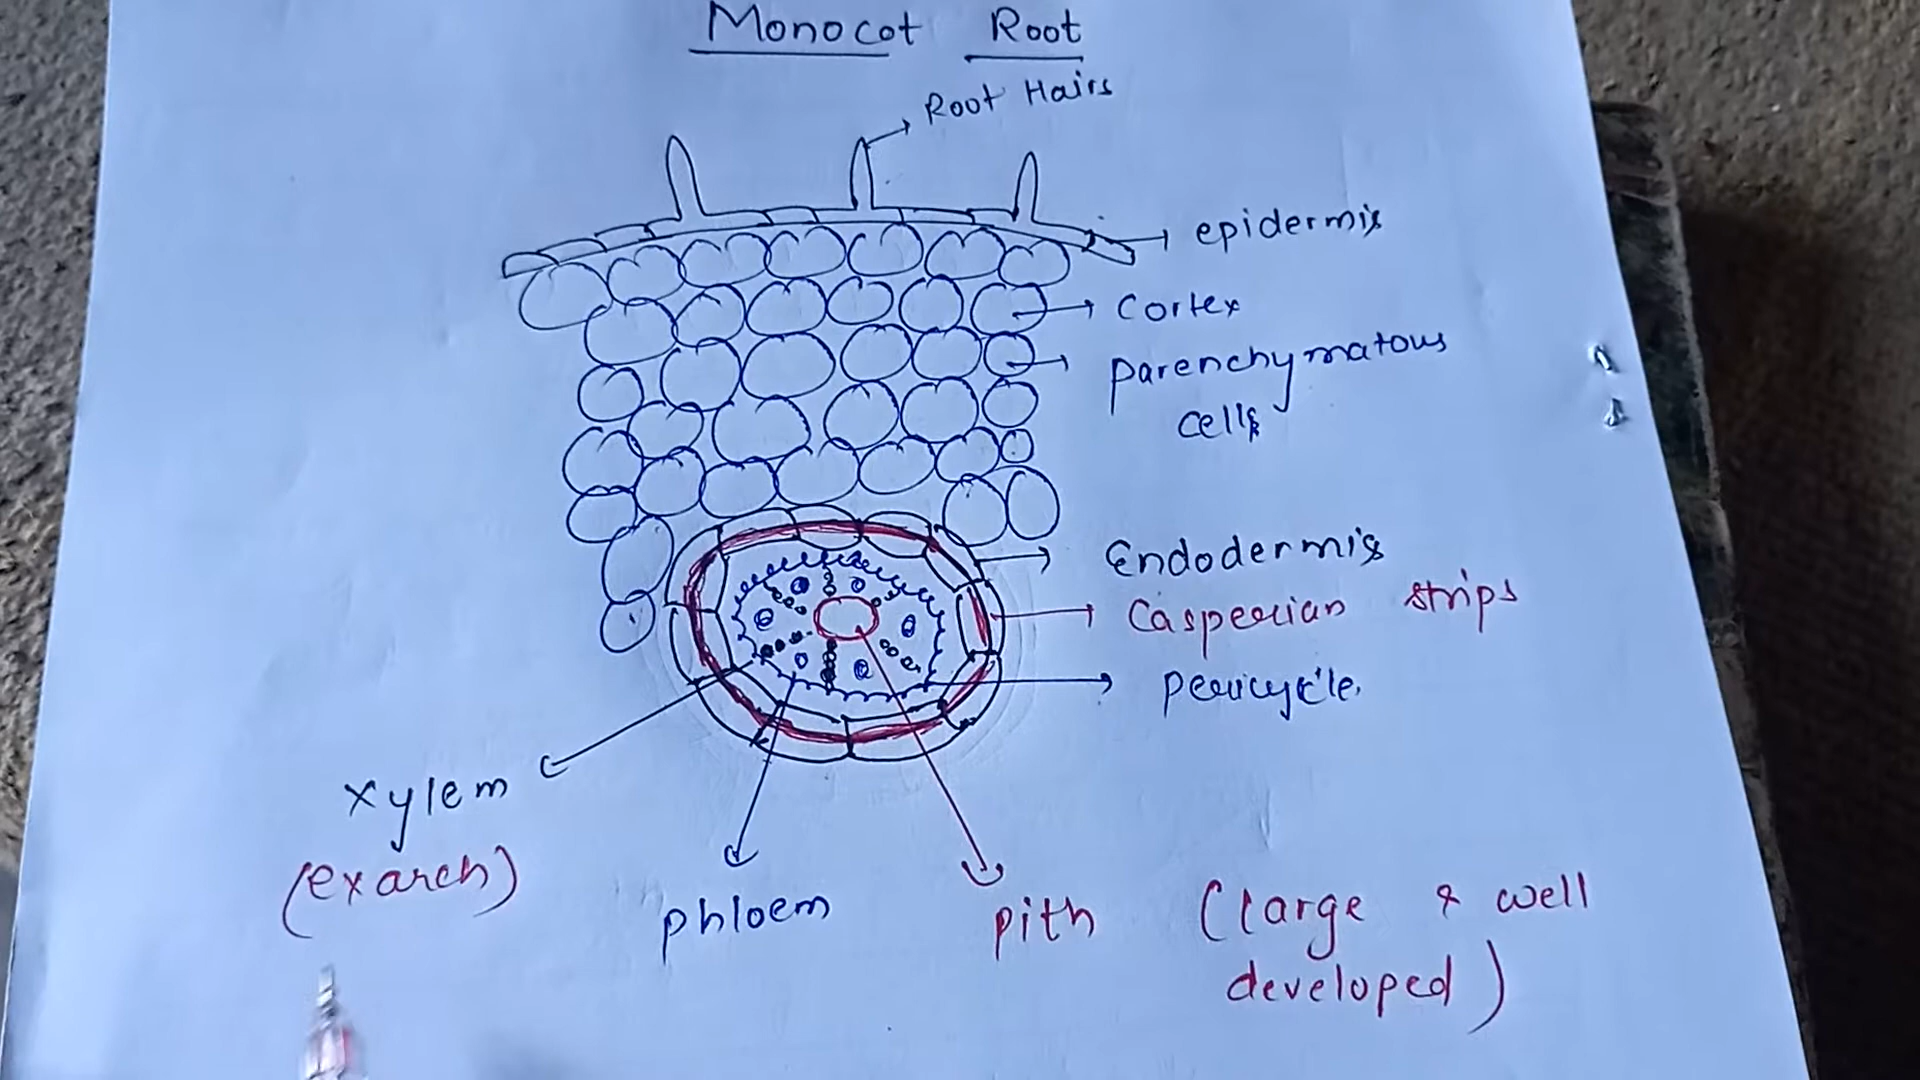 Monocot Root
Root Hairs
epidermis
Cortex
parenchymatous
cells
Endodermis
Casperian strips
pericycle.
xylem
(exarch)
phloem
pith (large & well
developed)